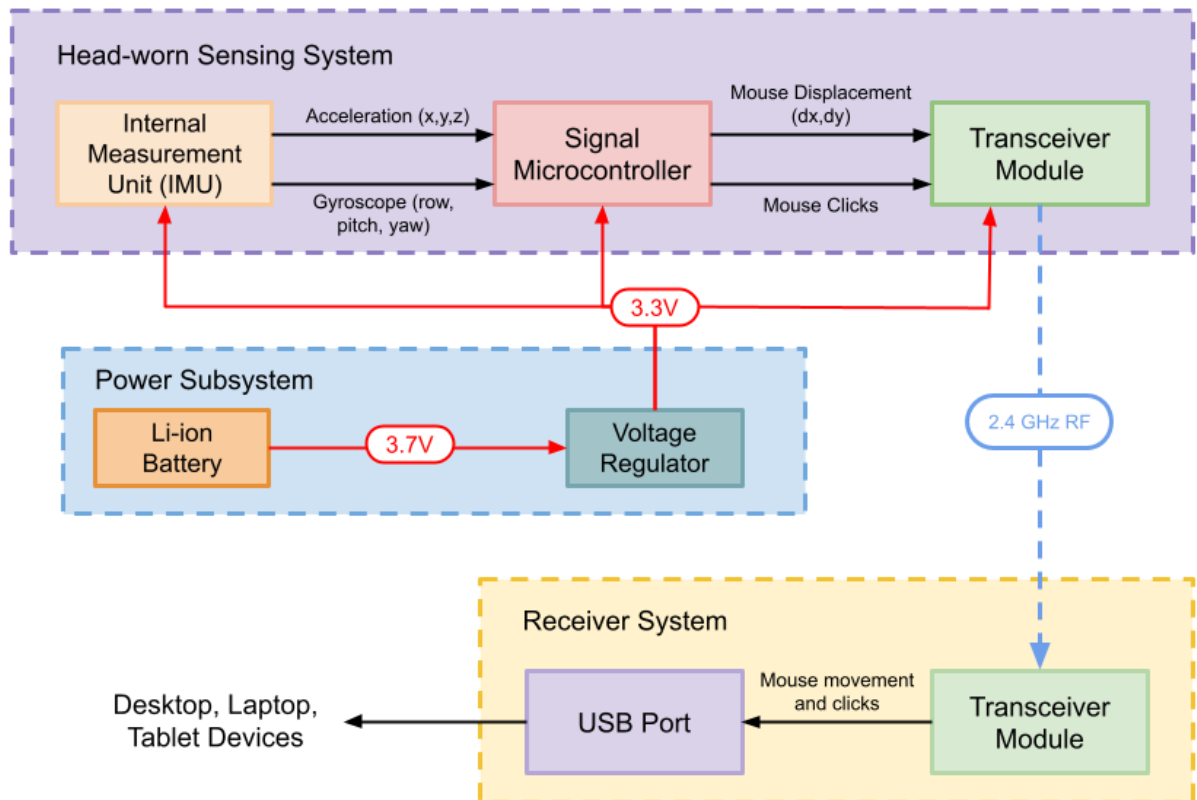 Head-worn Sensing System
Internal
Measurement
Unit (IMU)
Acceleration (x,y,z)
Gyroscope (row,
pitch, yaw)
Signal
Microcontroller
Mouse Displacement
(dx,dy)
Mouse Clicks
Transceiver
Module
3.3V
Power Subsystem
Li-ion
Battery
3.7V
Voltage
Regulator
2.4 GHz RF
Receiver System
Desktop, Laptop,
Tablet Devices
USB Port
Mouse movement
and clicks
Transceiver
Module